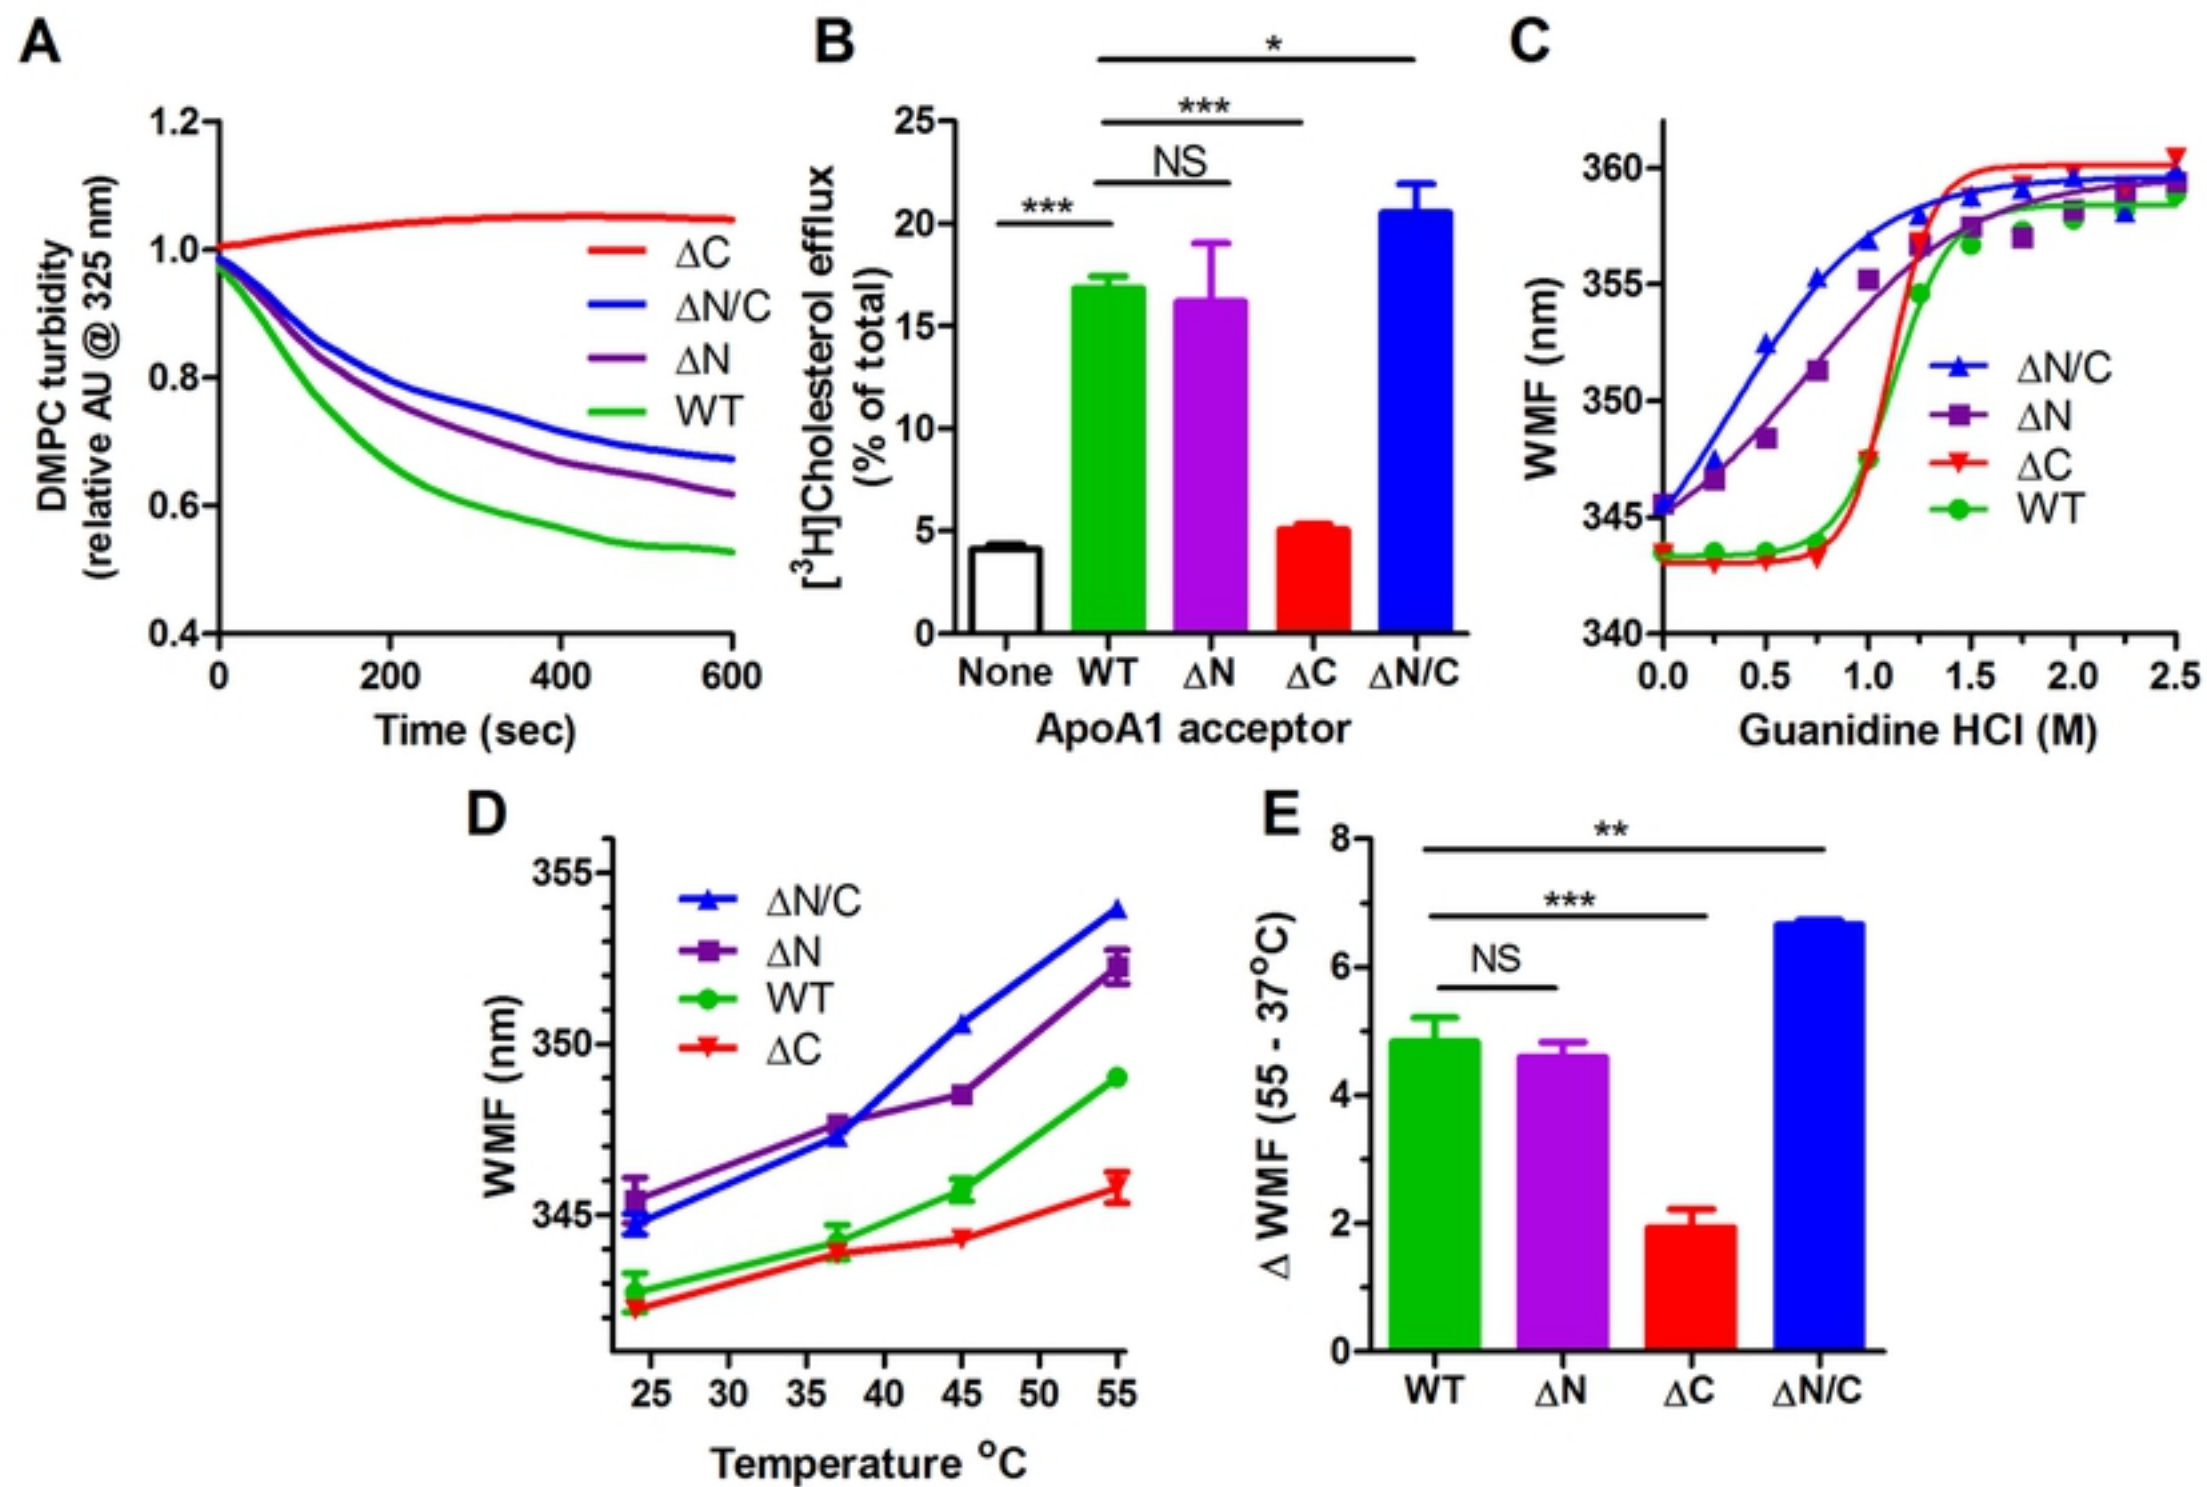 A
DMPC turbidity
(relative AU @ 325 nm)
1.2
1.0
0.8
0.6
0.4
ΔC
ΔN/C
ΔN
WT
0 200 400 600
Time (sec)
B
[³H]Cholesterol efflux
(% of total)
*
***
NS
***
25
20
15
10
5
0
None WT ΔN ΔC ΔN/C
ApoA1 acceptor
C
WMF (nm)
360
355
350
345
340
ΔN/C
ΔN
ΔC
WT
0.0 0.5 1.0 1.5 2.0 2.5
Guanidine HCl (M)
D
WMF (nm)
355
350
345
ΔN/C
ΔN
WT
ΔC
25 30 35 40 45 50 55
Temperature °C
E
Δ WMF (55 - 37°C)
**
***
NS
8
6
4
2
0
WT ΔN ΔC ΔN/C